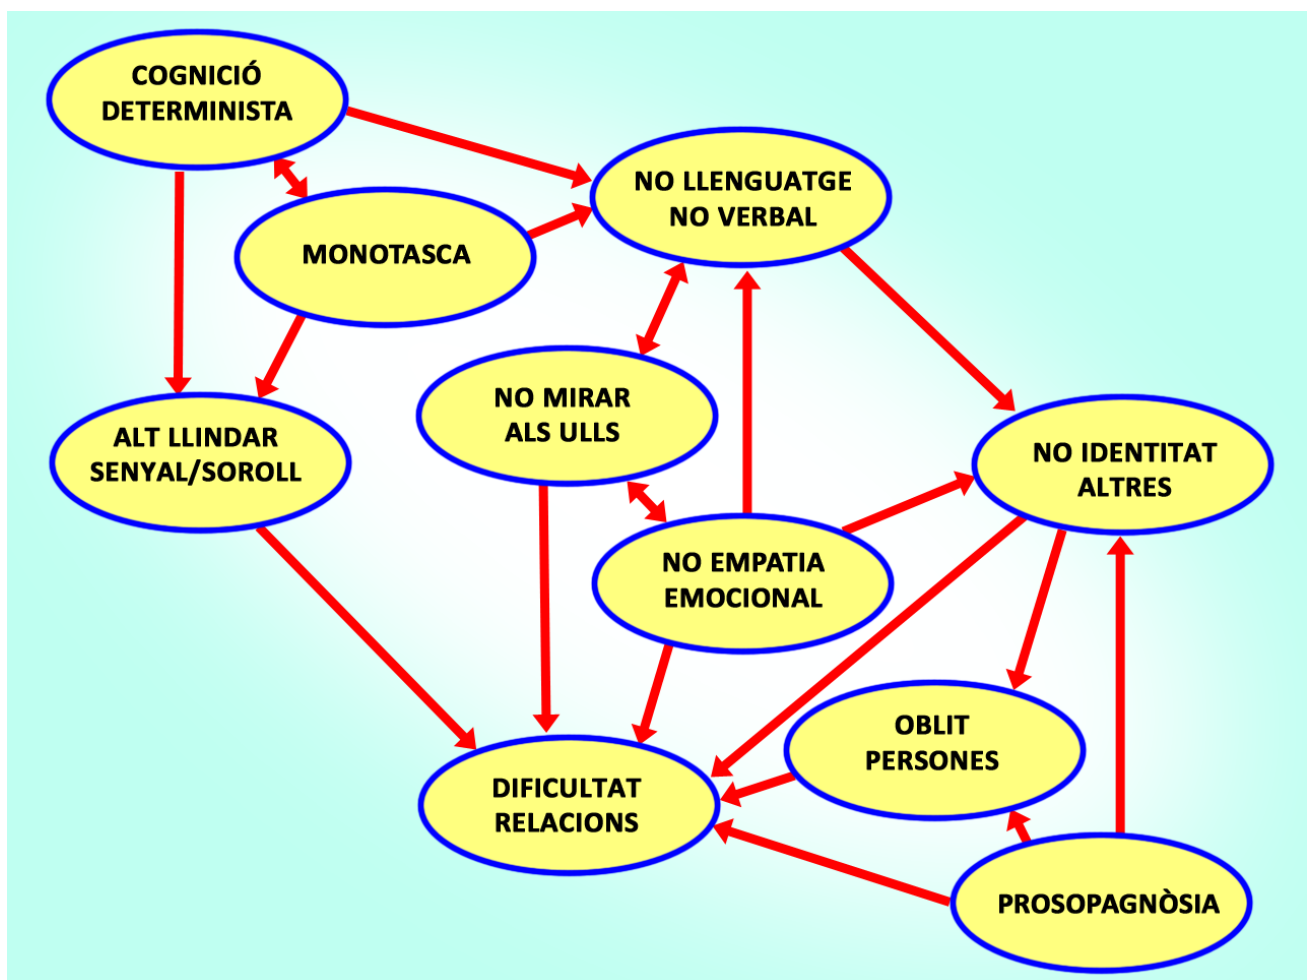 COGNICIÓ
DETERMINISTA
NO LLENGUATGE
NO VERBAL
MONOTASCA
NO MIRAR
ALS ULLS
ALT LLINDAR
SENYAL/SOROLL
NO IDENTITAT
ALTRES
NO EMPATIA
EMOCIONAL
OBLIT
PERSONES
DIFICULTAT
RELACIONS
PROSOPAGNÒSIA